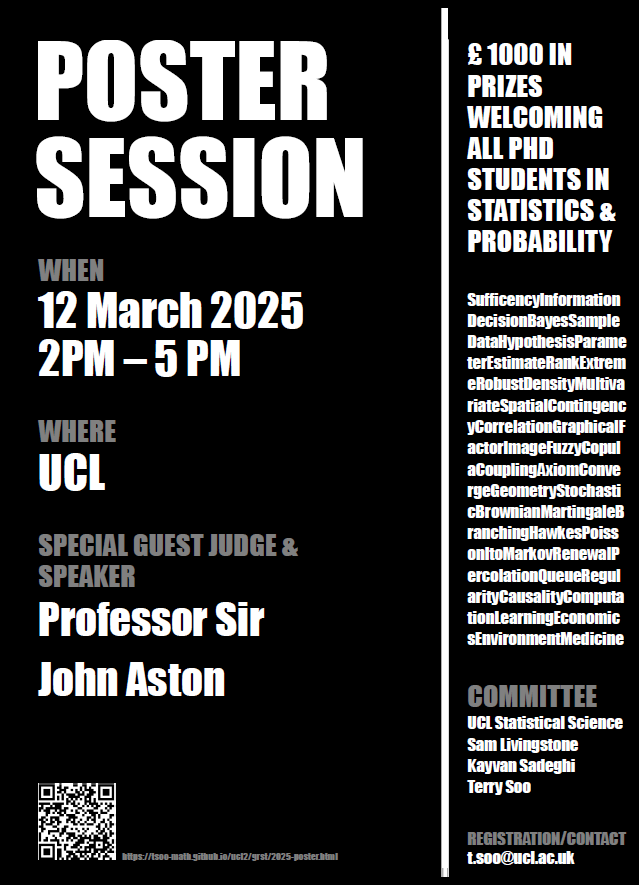 POSTER
SESSION
WHEN
12 March 2025
2PM – 5 PM
WHERE
UCL
SPECIAL GUEST JUDGE &
SPEAKER
Professor Sir
John Aston
https://tsoo-math.github.io/ucl2/grst/2025-poster.html
£ 1000 IN
PRIZES
WELCOMING
ALL PHD
STUDENTS IN
STATISTICS &
PROBABILITY
SufficencyInformation
DecisionBayesSample
DataHypothesisParame
terEstimateRankExtrem
eRobustDensityMultiva
riateSpatialContingenc
yCorrelationGraphicalF
actorImageFuzzyCopul
aCouplingAxiomConve
rgeGeometryStochasti
cBrownianMartingaleB
ranchingHawkesPoiss
onItoMarkovRenewalP
ercolationQueueRegul
arityCausalityComputa
tionLearningEconomic
sEnvironmentMedicine
COMMITTEE
UCL Statistical Science
Sam Livingstone
Kayvan Sadeghi
Terry Soo
REGISTRATION/CONTACT
t.soo@ucl.ac.uk